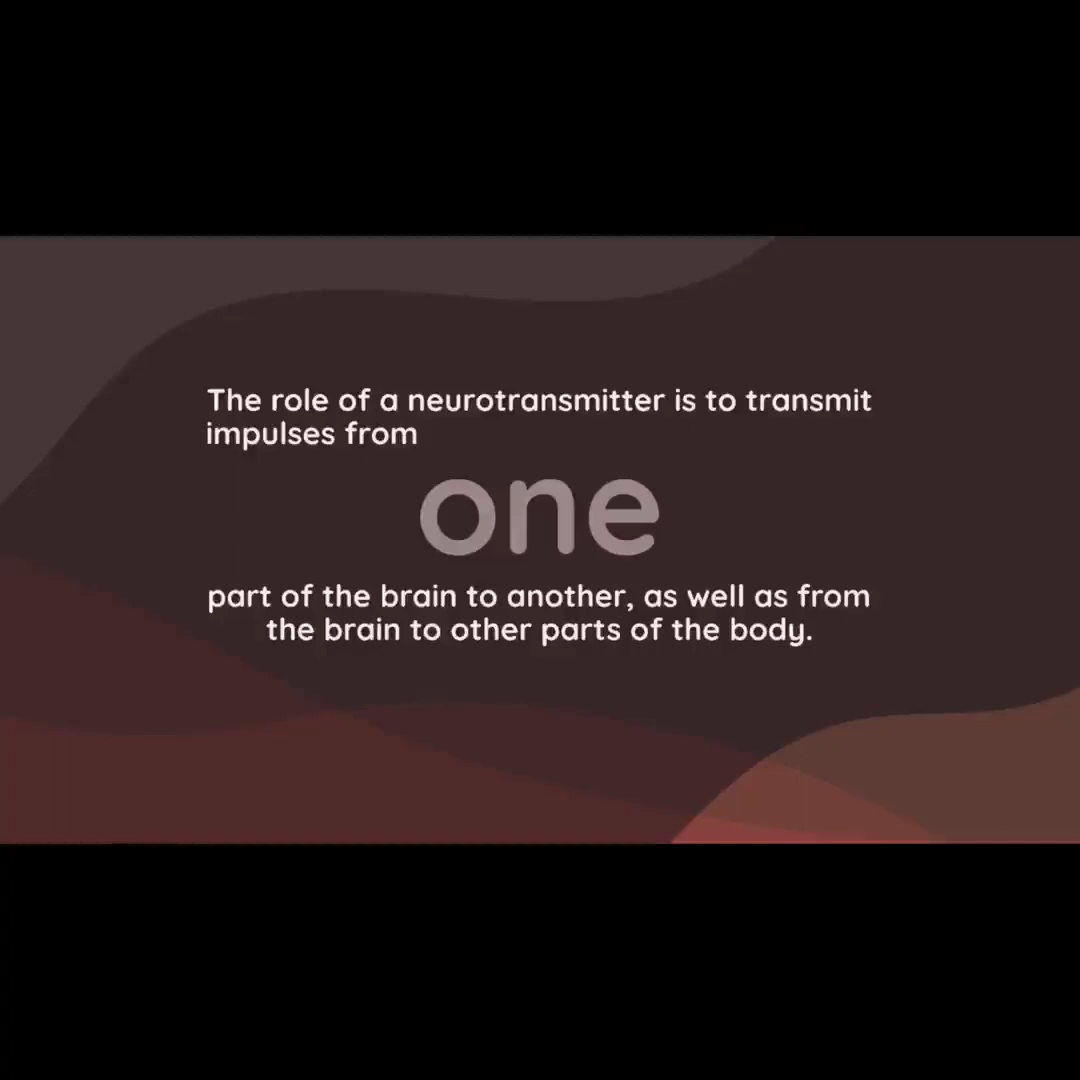 The role of a neurotransmitter is to transmit
impulses from
one
part of the brain to another, as well as from
the brain to other parts of the body.